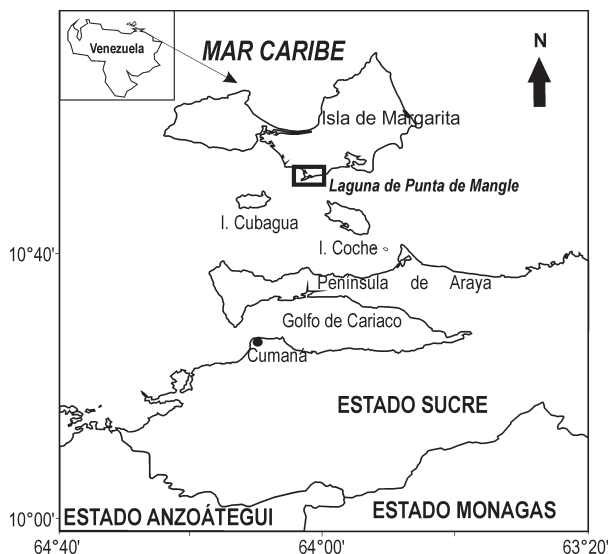 Venezuela
MAR CARIBE
N
Isla de Margarita
Laguna de Punta de Mangle
I. Cubagua
I. Coche
10°40'
Península de Araya
Golfo de Cariaco
Cumaná
ESTADO SUCRE
ESTADO MONAGAS
10°00'
ESTADO ANZOÁTEGUI
64°40'
64°00'
63°20'